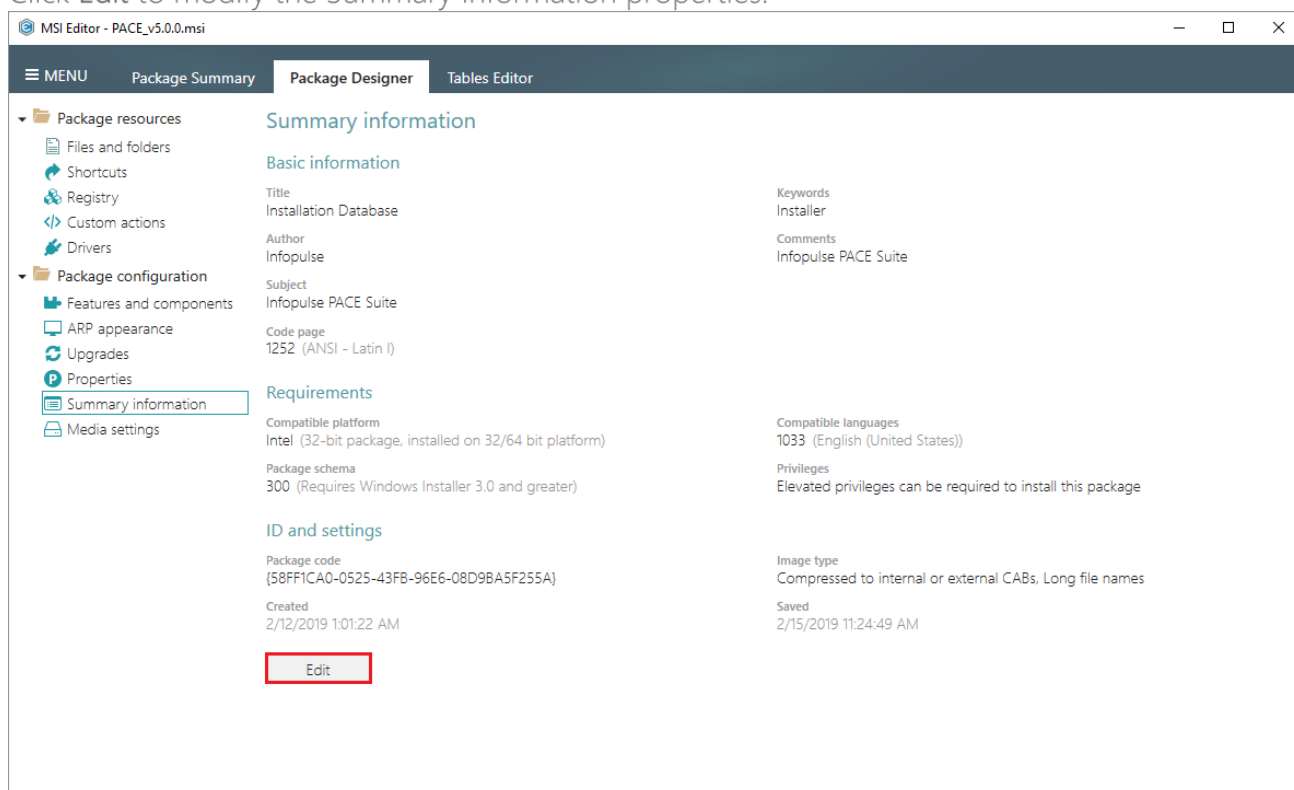 Click Edit to modify the Summary information properties.
MSI Editor - PACE_v5.0.0.msi
MENU Package Summary Package Designer Tables Editor
Package resources
Files and folders
Shortcuts
Registry
Custom actions
Drivers
Package configuration
Features and components
ARP appearance
Upgrades
Properties
Summary information
Media settings
Summary information
Basic information
Title
Installation Database
Keywords
Installer
Author
Infopulse
Comments
Infopulse PACE Suite
Subject
Infopulse PACE Suite
Code page
1252 (ANSI - Latin I)
Requirements
Compatible platform
Intel (32-bit package, installed on 32/64 bit platform)
Compatible languages
1033 (English (United States))
Package schema
300 (Requires Windows Installer 3.0 and greater)
Privileges
Elevated privileges can be required to install this package
ID and settings
Package code
{58FF1CA0-0525-43FB-96E6-08D9BA5F255A}
Image type
Compressed to internal or external CABs, Long file names
Created
2/12/2019 1:01:22 AM
Saved
2/15/2019 11:24:49 AM
Edit